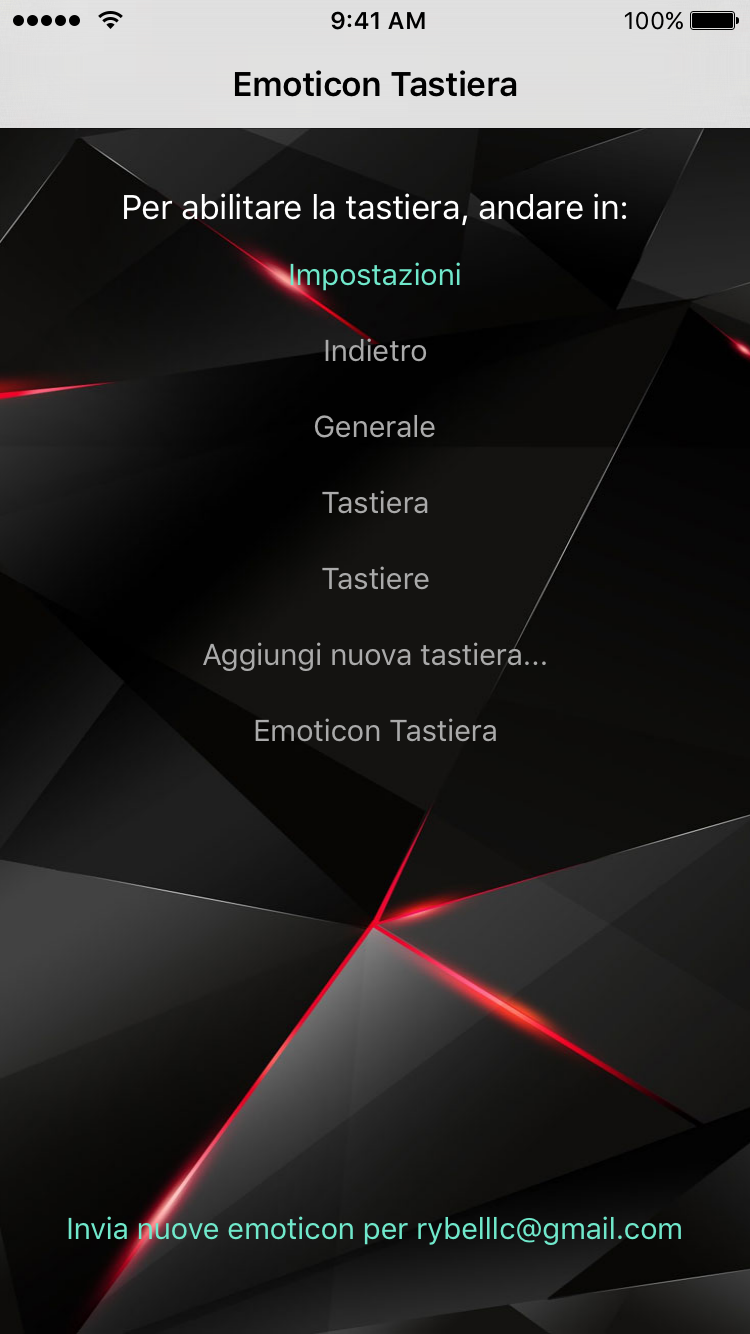 9:41 AM
100%
Emoticon Tastiera
Per abilitare la tastiera, andare in:
Impostazioni
Indietro
Generale
Tastiera
Tastiere
Aggiungi nuova tastiera...
Emoticon Tastiera
Invia nuove emoticon per rybelllc@gmail.com